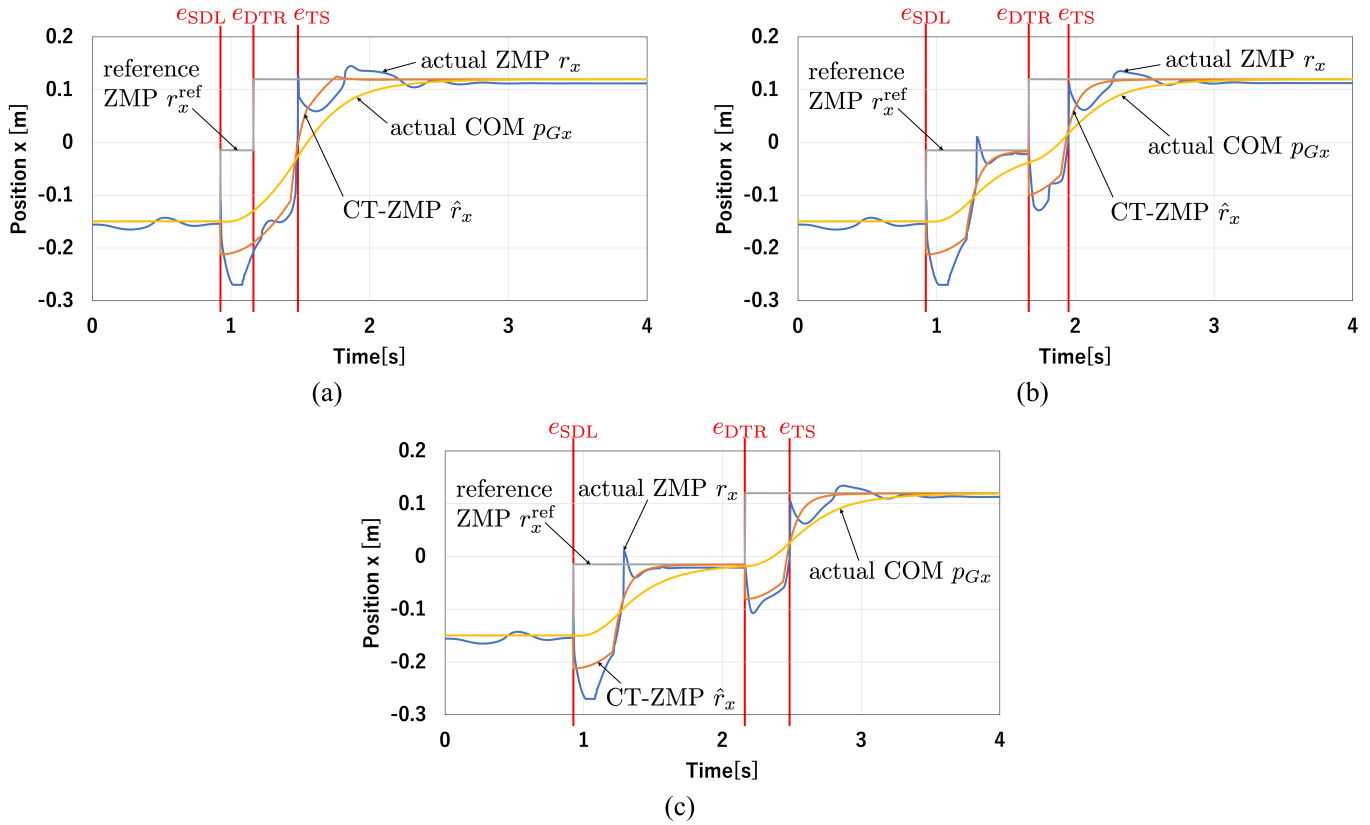 e_SDL e_DTR e_TS
0.2
0.1
0
-0.1
-0.2
-0.3
Position x [m]
reference
ZMP r_x^ref
actual ZMP r_x
actual COM p_Gx
CT-ZMP r̂_x
0 1 2 3 4
Time[s]
(a)
e_SDL e_DTR e_TS
0.2
0.1
0
-0.1
-0.2
-0.3
Position x [m]
reference
ZMP r_x^ref
actual ZMP r_x
actual COM p_Gx
CT-ZMP r̂_x
0 1 2 3 4
Time[s]
(b)
e_SDL e_DTR e_TS
0.2
0.1
0
-0.1
-0.2
-0.3
Position x [m]
reference
ZMP r_x^ref
actual ZMP r_x
actual COM p_Gx
CT-ZMP r̂_x
0 1 2 3 4
Time[s]
(c)